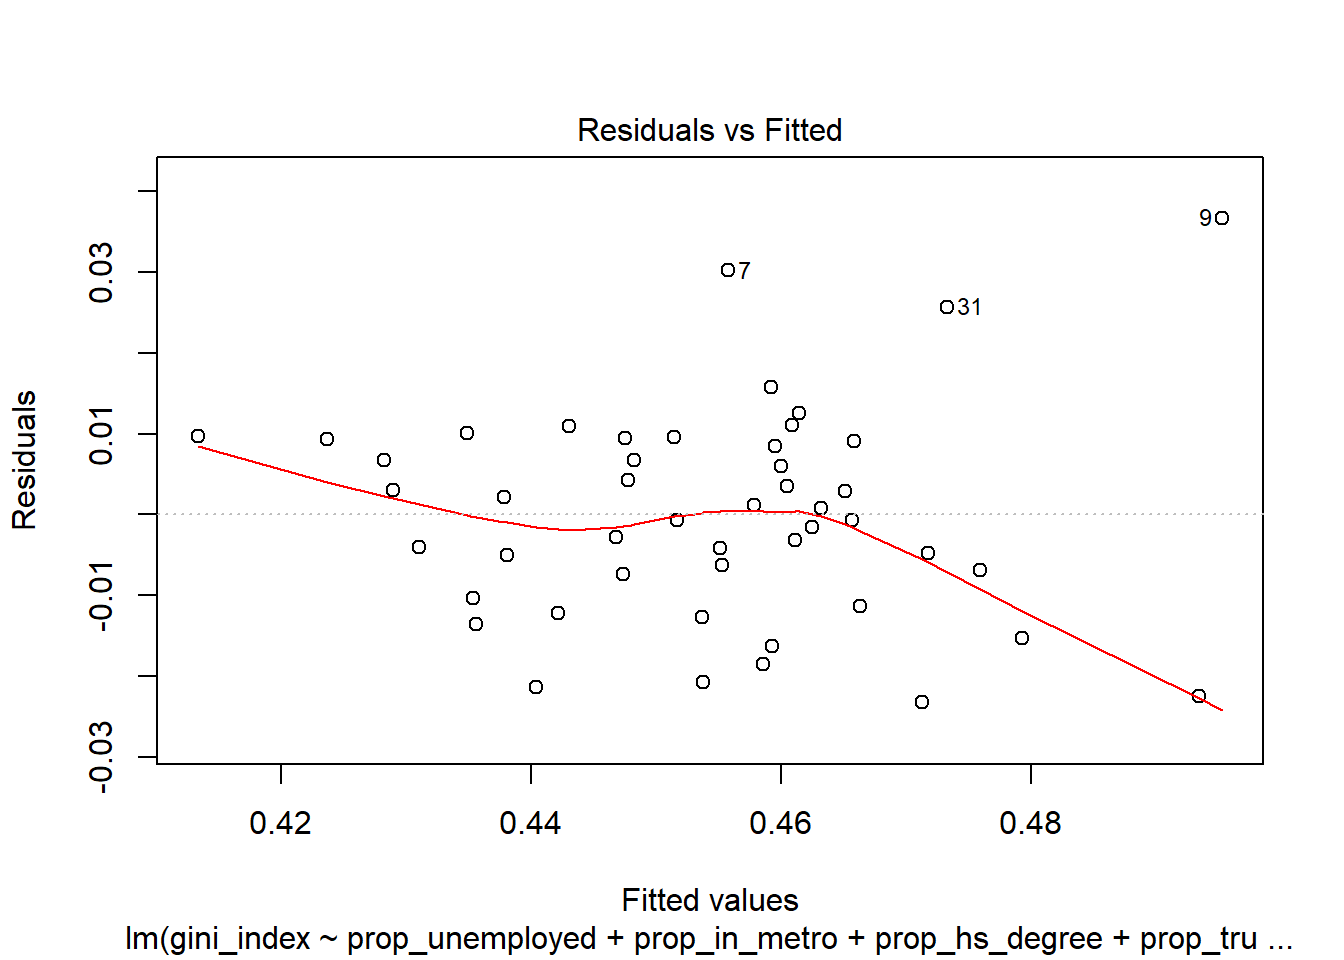 Residuals vs Fitted
Residuals
0.03
0.01
-0.01
-0.03
9
7
31
0.42 0.44 0.46 0.48
Fitted values
lm(gini_index ~ prop_unemployed + prop_in_metro + prop_hs_degree + prop_tru ...